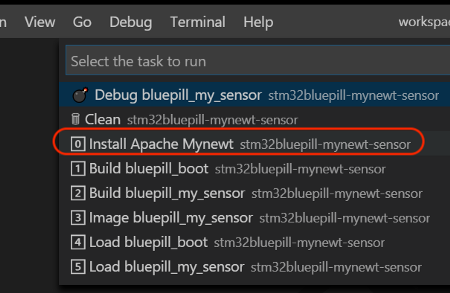 View Go Debug Terminal Help workspac
Select the task to run
Debug bluepill_my_sensor stm32bluepill-mynewt-sensor
Clean stm32bluepill-mynewt-sensor
0 Install Apache Mynewt stm32bluepill-mynewt-sensor
1 Build bluepill_boot stm32bluepill-mynewt-sensor
2 Build bluepill_my_sensor stm32bluepill-mynewt-sensor
3 Image bluepill_my_sensor stm32bluepill-mynewt-sensor
4 Load bluepill_boot stm32bluepill-mynewt-sensor
5 Load bluepill_my_sensor stm32bluepill-mynewt-sensor